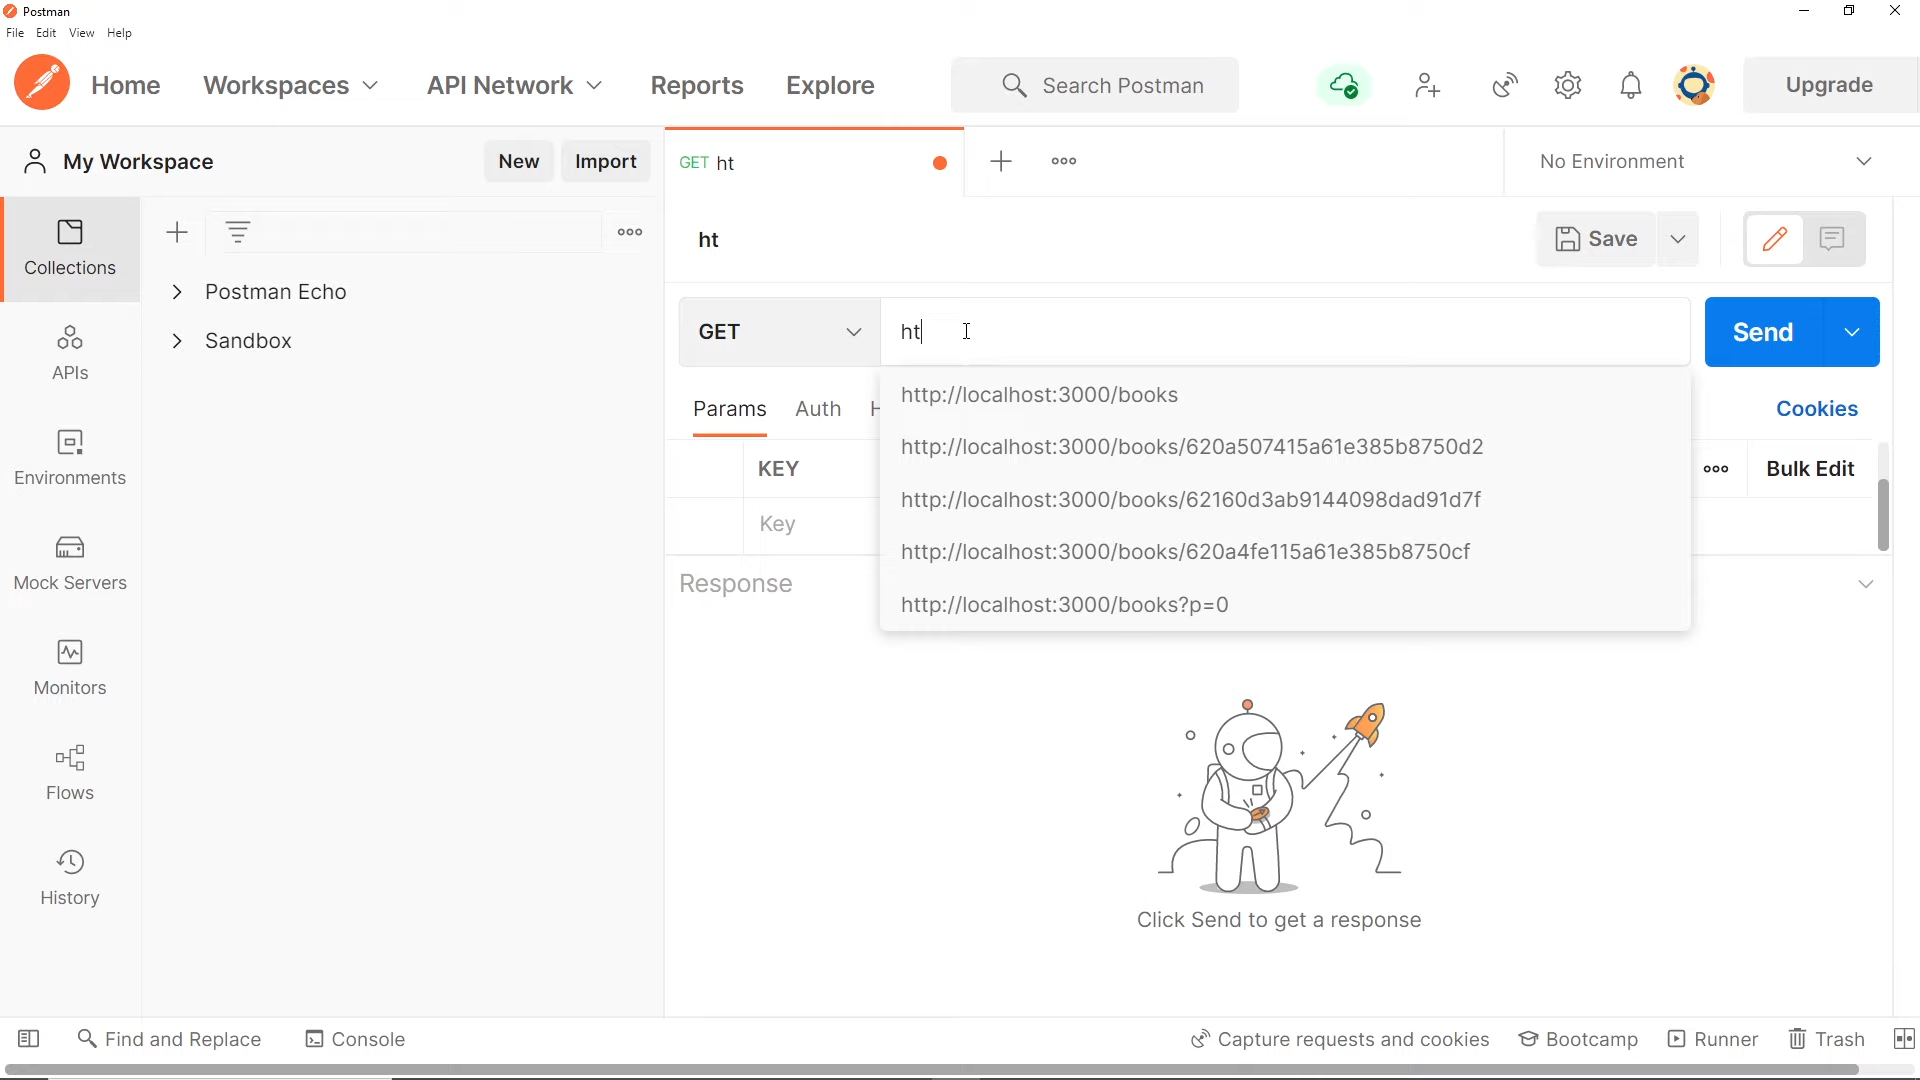 Postman
File Edit View Help
Home Workspaces API Network Reports Explore Search Postman Upgrade
My Workspace New Import GET ht No Environment
Collections
ht Save
Postman Echo
Sandbox
GET ht Send
http://localhost:3000/books
http://localhost:3000/books/620a507415a61e385b8750d2
http://localhost:3000/books/62160d3ab9144098dad91d7f
http://localhost:3000/books/620a4fe115a61e385b8750cf
http://localhost:3000/books?p=0
APIs
Params Auth H Cookies
KEY Bulk Edit
Key
Environments
Response
Mock Servers
Monitors
Flows
History
Click Send to get a response
Find and Replace Console Capture requests and cookies Bootcamp Runner Trash